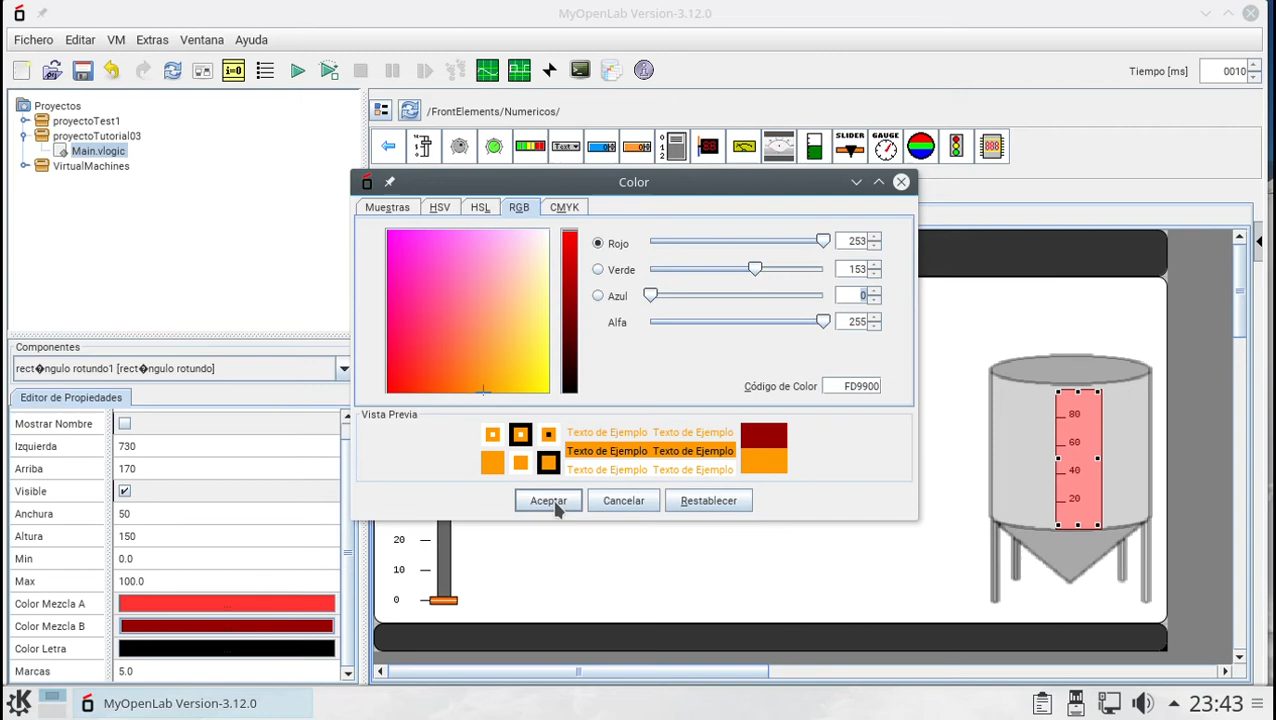 MyOpenLab Version-3.12.0
Fichero Editar VM Extras Ventana Ayuda
i=0
Tiempo [ms] 0010
Proyectos
proyectoTest1
proyectoTutorial03
Main.vlogic
VirtualMachines
/FrontElements/Numericos/
Text
SLIDER
GAUGE
Color
Muestras HSV HSL RGB CMYK
Rojo 253
Verde 153
Azul 0
Alfa 255
Código de Color FD9900
Vista Previa
Texto de Ejemplo Texto de Ejemplo
Texto de Ejemplo Texto de Ejemplo
Texto de Ejemplo Texto de Ejemplo
Aceptar Cancelar Restablecer
Componentes
rect�ngulo rotundo1 [rect�ngulo rotundo]
Editor de Propiedades
Mostrar Nombre
Izquierda 730
Arriba 170
Visible
Anchura 50
Altura 150
Min 0.0
Max 100.0
Color Mezcla A ...
Color Mezcla B ...
Color Letra ...
Marcas 5.0
80
60
40
20
20
10
0
MyOpenLab Version-3.12.0
23:43